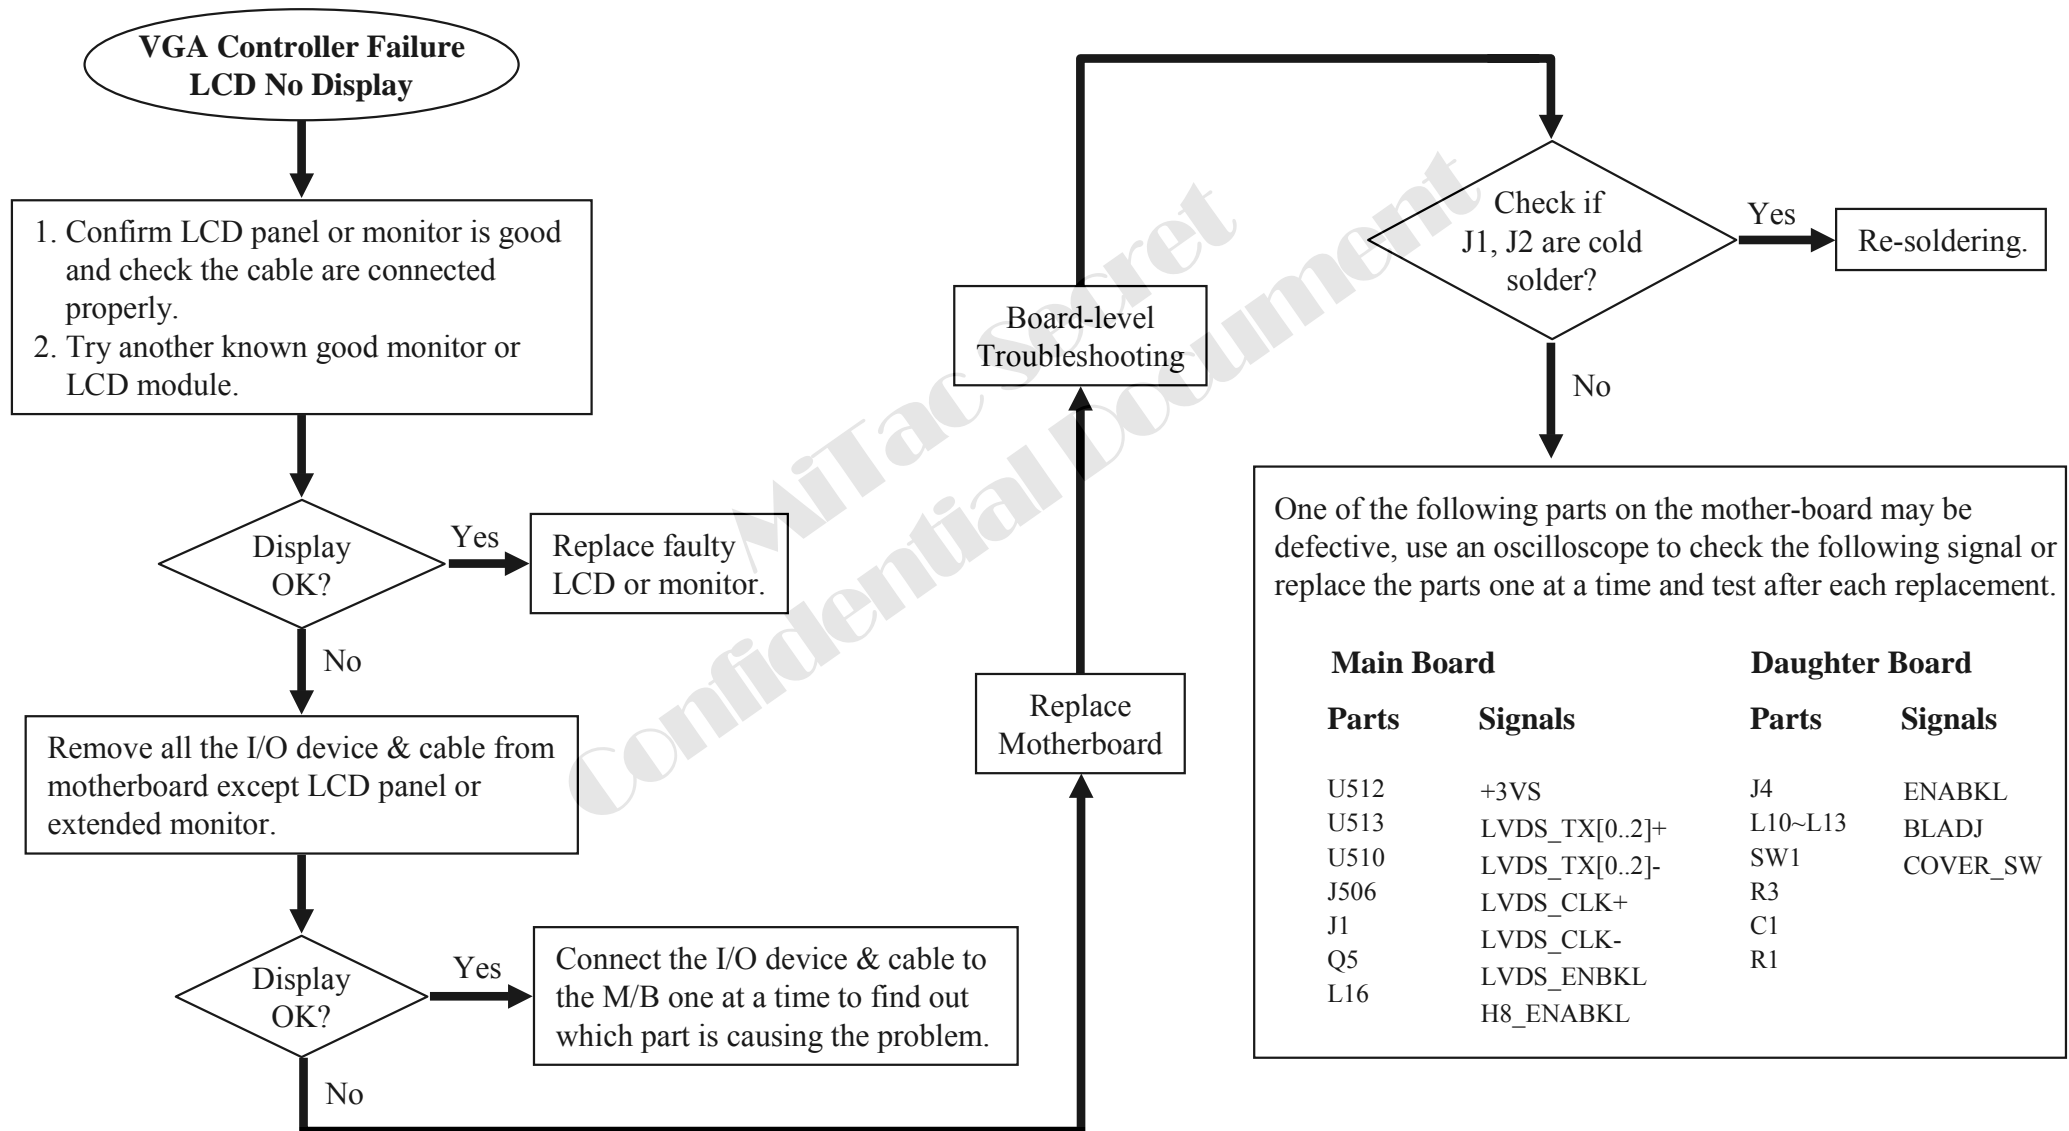 VGA Controller Failure
LCD No Display
1. Confirm LCD panel or monitor is good
and check the cable are connected
properly.
2. Try another known good monitor or
LCD module.
Display
OK?
Yes
Replace faulty
LCD or monitor.
No
Remove all the I/O device & cable from
motherboard except LCD panel or
extended monitor.
Display
OK?
Yes
Connect the I/O device & cable to
the M/B one at a time to find out
which part is causing the problem.
No
Replace
Motherboard
Board-level
Troubleshooting
Check if
J1, J2 are cold
solder?
Yes
Re-soldering.
No
One of the following parts on the mother-board may be
defective, use an oscilloscope to check the following signal or
replace the parts one at a time and test after each replacement.
Main Board
Parts
U512
U513
U510
J506
J1
Q5
L16
Signals
+3VS
LVDS_TX[0..2]+
LVDS_TX[0..2]-
LVDS_CLK+
LVDS_CLK-
LVDS_ENBKL
H8_ENABKL
Daughter Board
Parts
J4
L10~L13
SW1
R3
C1
R1
Signals
ENABKL
BLADJ
COVER_SW
MiTac Secret
Confidential Document